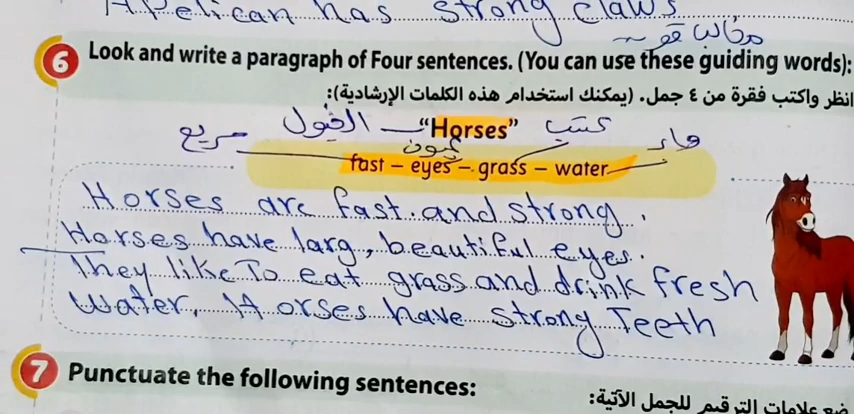 A Pelican has strong claws
مخالب قوية
6 Look and write a paragraph of Four sentences. (You can use these guiding words):
انظر واكتب فقرة من ٤ جمل. (يمكنك استخدام هذه الكلمات الإرشادية):
سريع الخيول “Horses” عشب ماء
عيون
fast – eyes – grass – water
Horses are fast.and strong.
Horses have larg, beautiful eyes.
They like To eat grass and drink fresh
Water, Horses have strong Teeth
7 Punctuate the following sentences:
ضع علامات الترقيم للجمل الآتية: